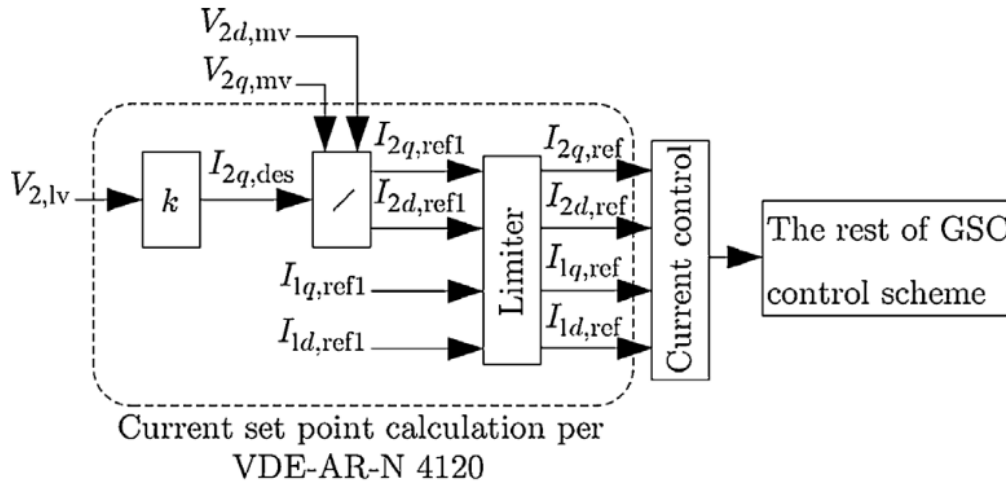 V2d,mv
V2q,mv
V2,lv
k
I2q,des
/
I2q,ref1
I2d,ref1
I1q,ref1
I1d,ref1
Limiter
I2q,ref
I2d,ref
I1q,ref
I1d,ref
Current control
The rest of GSC
control scheme
Current set point calculation per
VDE-AR-N 4120